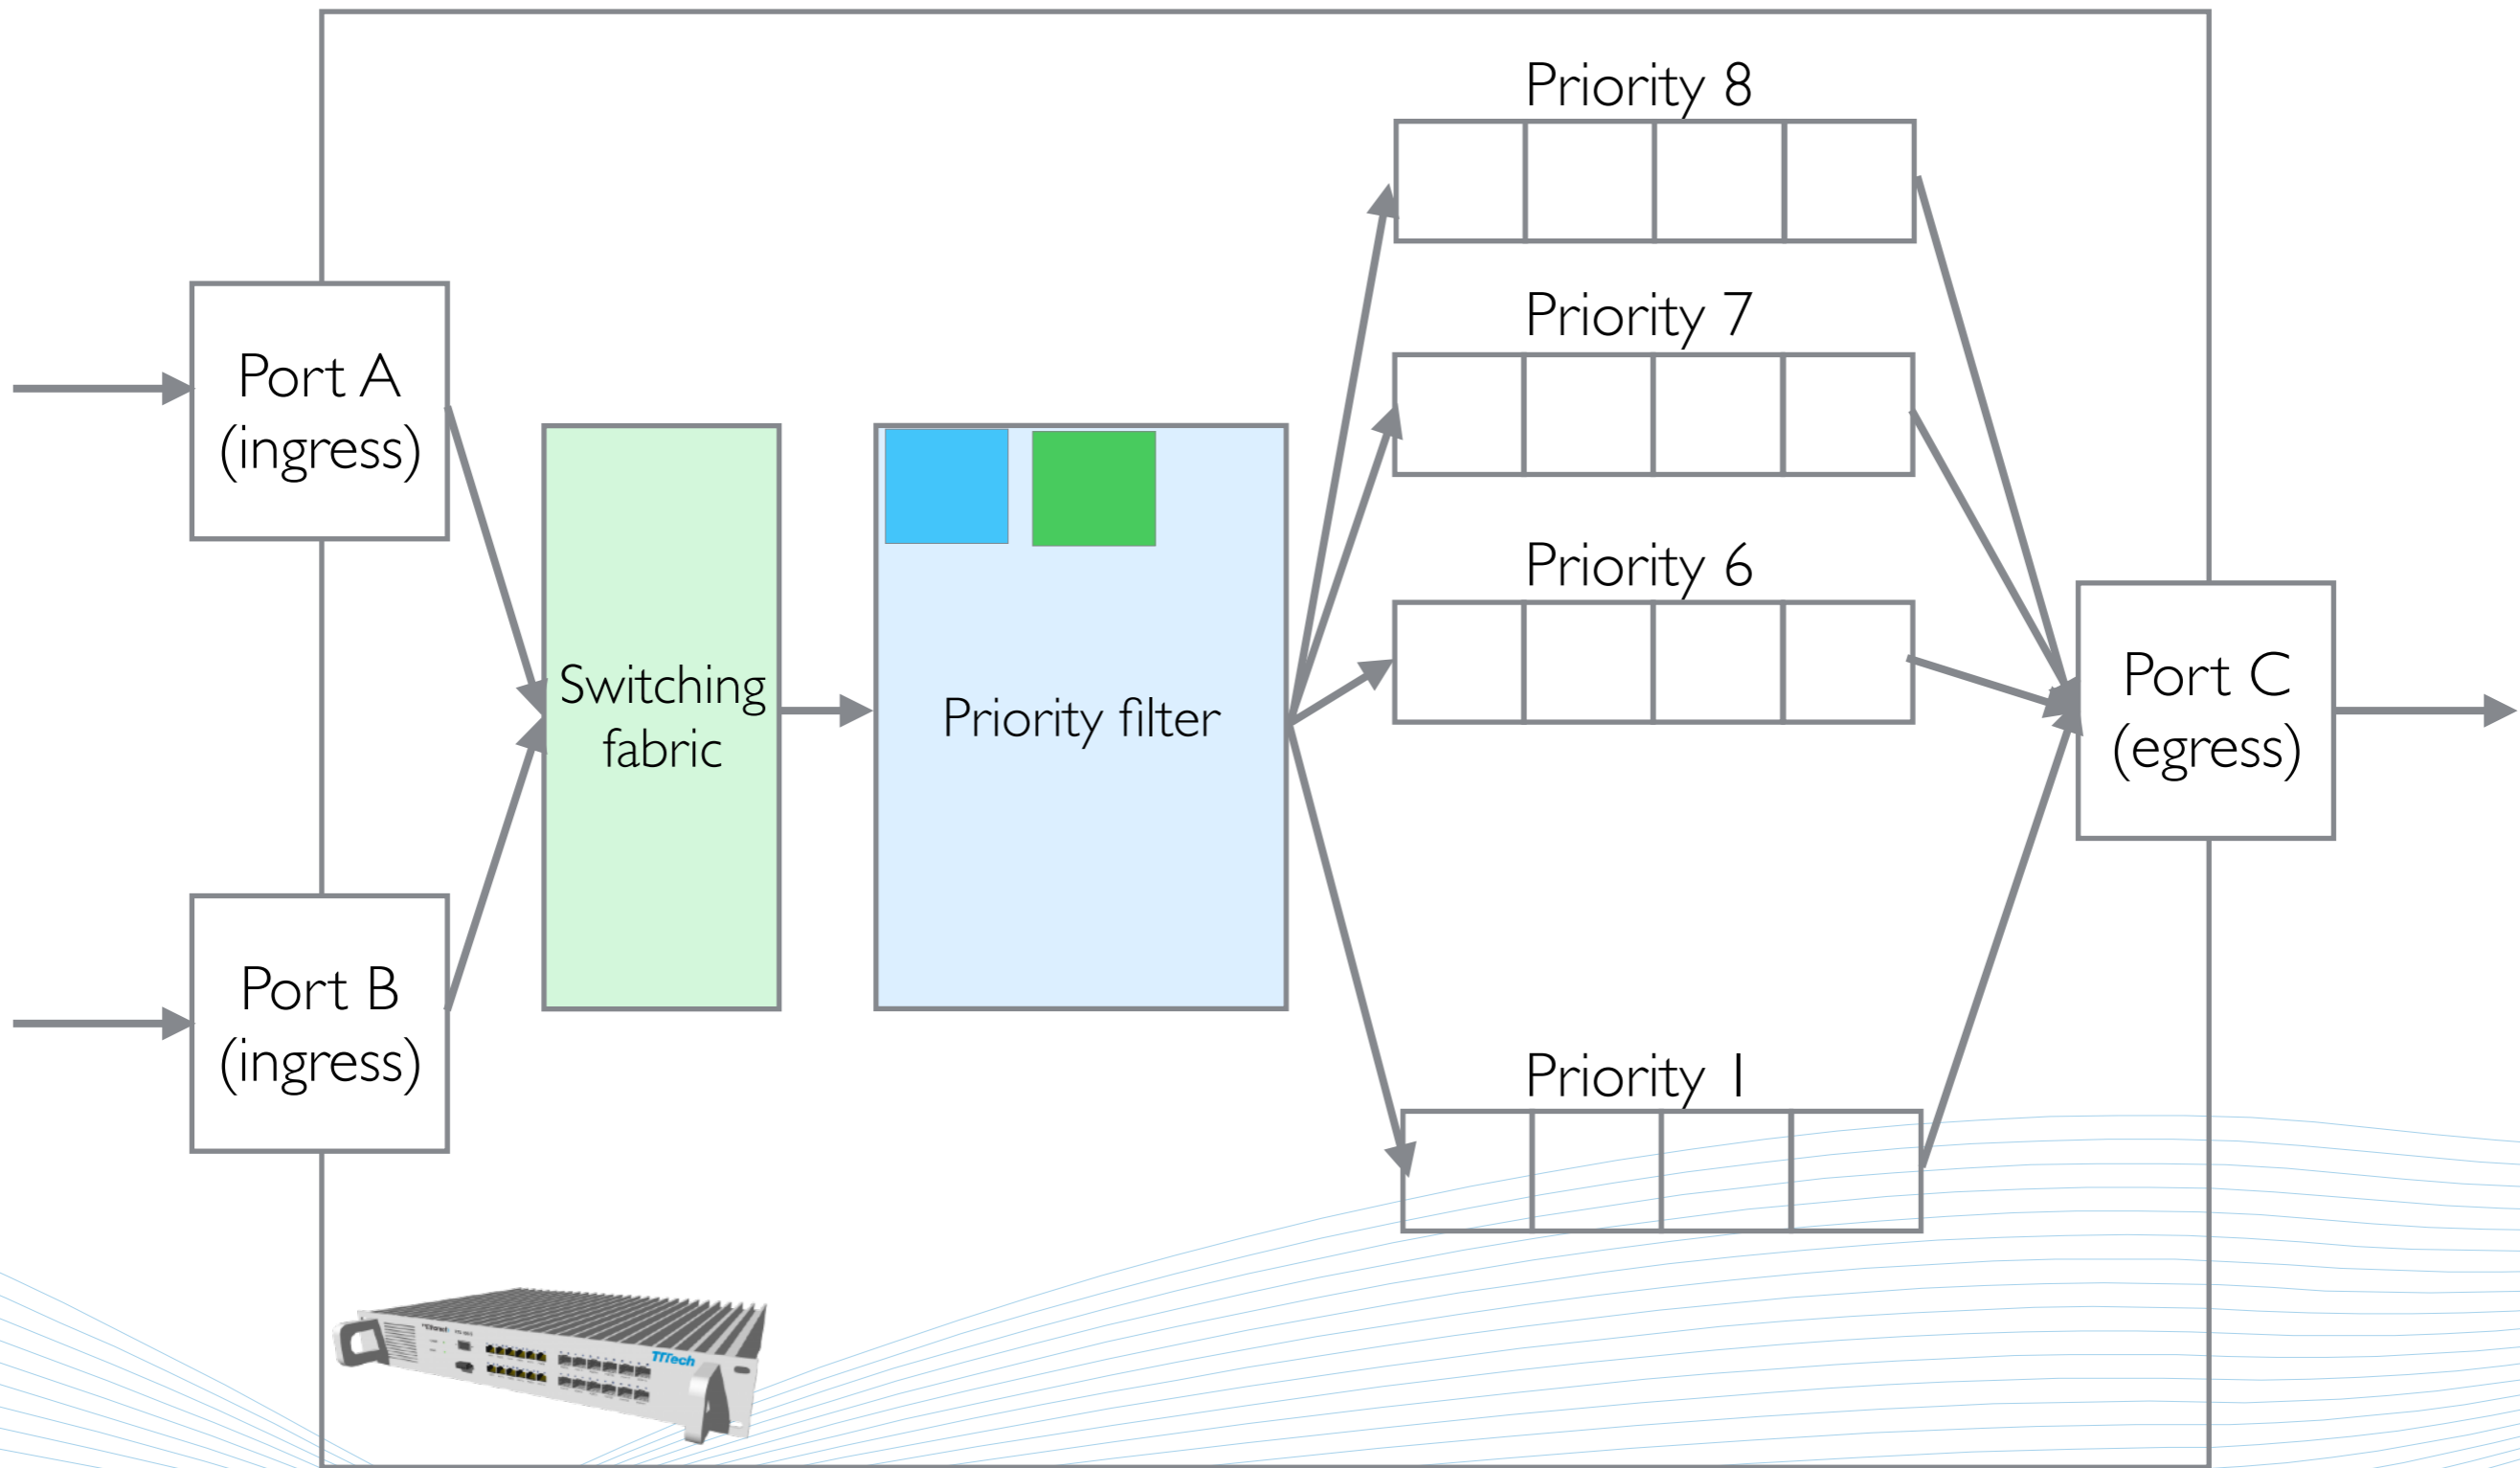 Priority 8
Priority 7
Port A
(ingress)
Priority 6
Switching
fabric
Priority filter
Port C
(egress)
Port B
(ingress)
Priority 1
TTTech